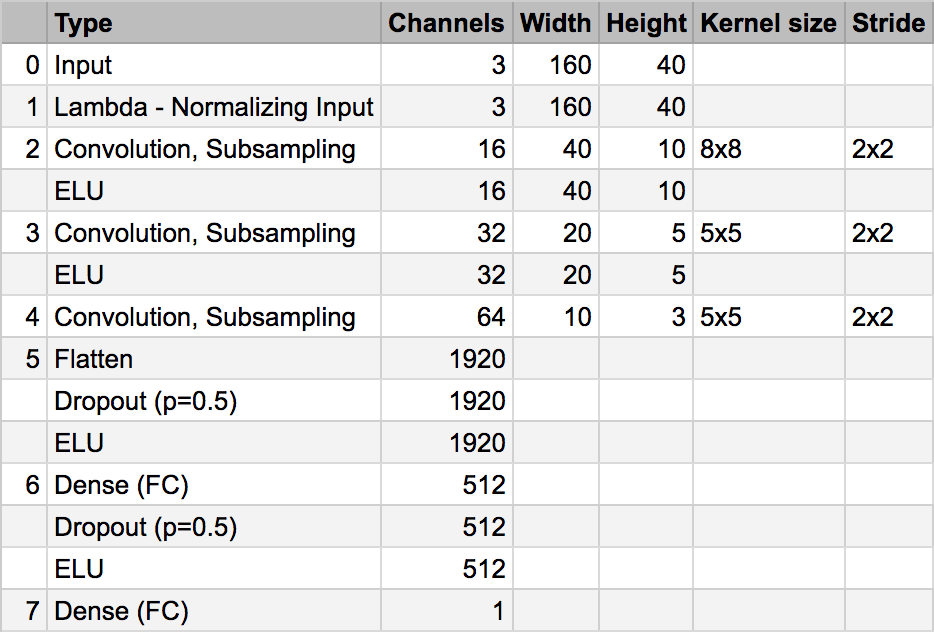 Type Channels Width Height Kernel size Stride
0 Input 3 160 40
1 Lambda - Normalizing Input 3 160 40
2 Convolution, Subsampling 16 40 10 8x8 2x2
ELU 16 40 10
3 Convolution, Subsampling 32 20 5 5x5 2x2
ELU 32 20 5
4 Convolution, Subsampling 64 10 3 5x5 2x2
5 Flatten 1920
Dropout (p=0.5) 1920
ELU 1920
6 Dense (FC) 512
Dropout (p=0.5) 512
ELU 512
7 Dense (FC) 1